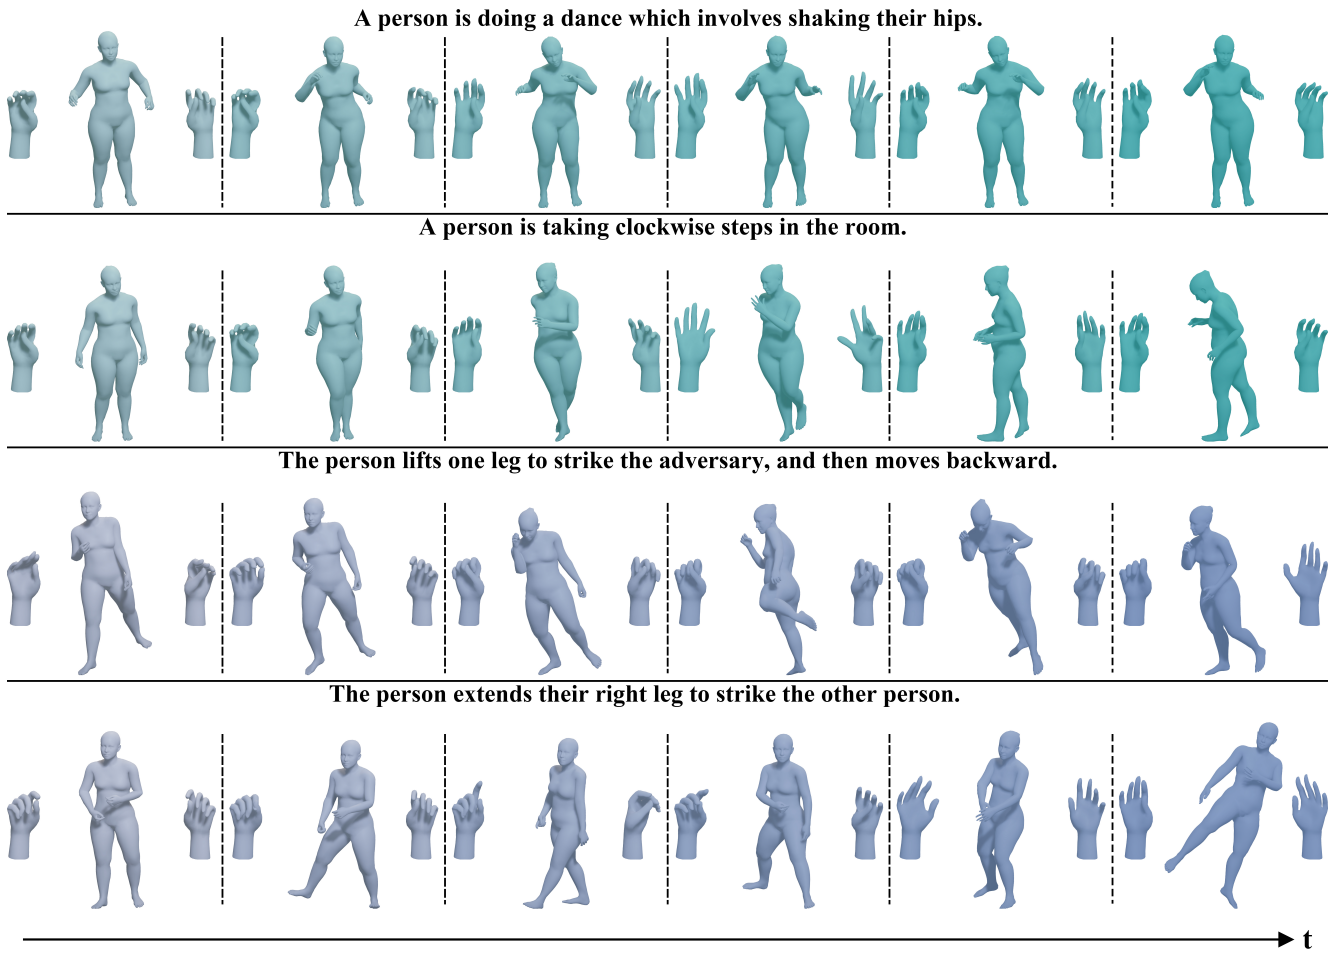 A person is doing a dance which involves shaking their hips.
A person is taking clockwise steps in the room.
The person lifts one leg to strike the adversary, and then moves backward.
The person extends their right leg to strike the other person.
t